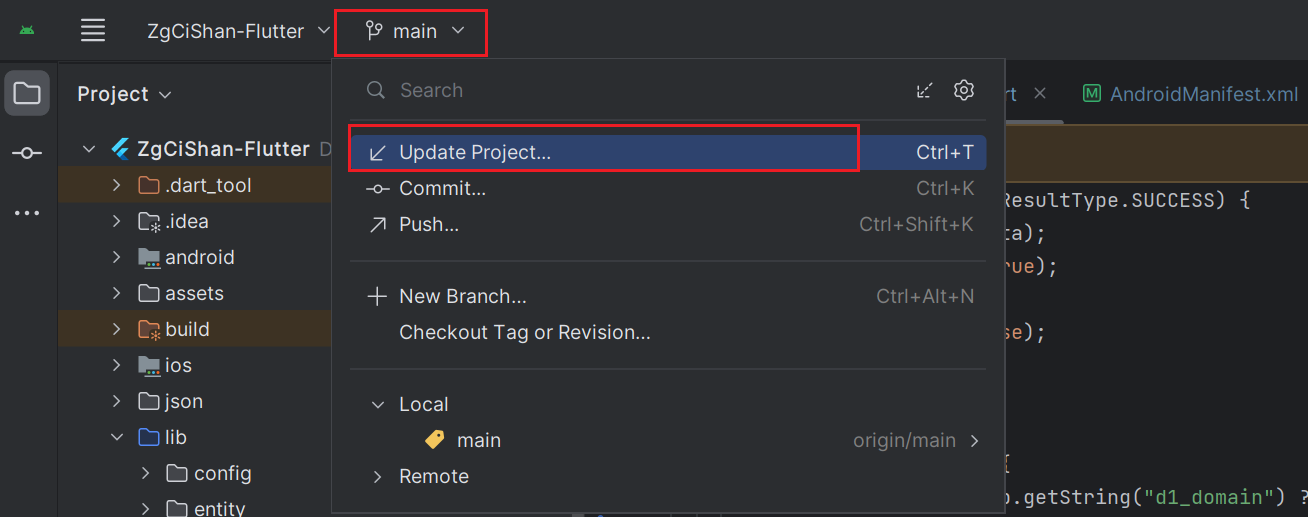 ZgCiShan-Flutter
main
Project
Search
rt
AndroidManifest.xml
ZgCiShan-Flutter D
Update Project... Ctrl+T
.dart_tool
Commit... Ctrl+K
ResultType.SUCCESS) {
.idea
Push... Ctrl+Shift+K
ta);
android
rue);
assets
New Branch... Ctrl+Alt+N
build
Checkout Tag or Revision...
se);
ios
json
Local
lib
main origin/main
{
config
Remote
o.getString("d1_domain") ?
entity